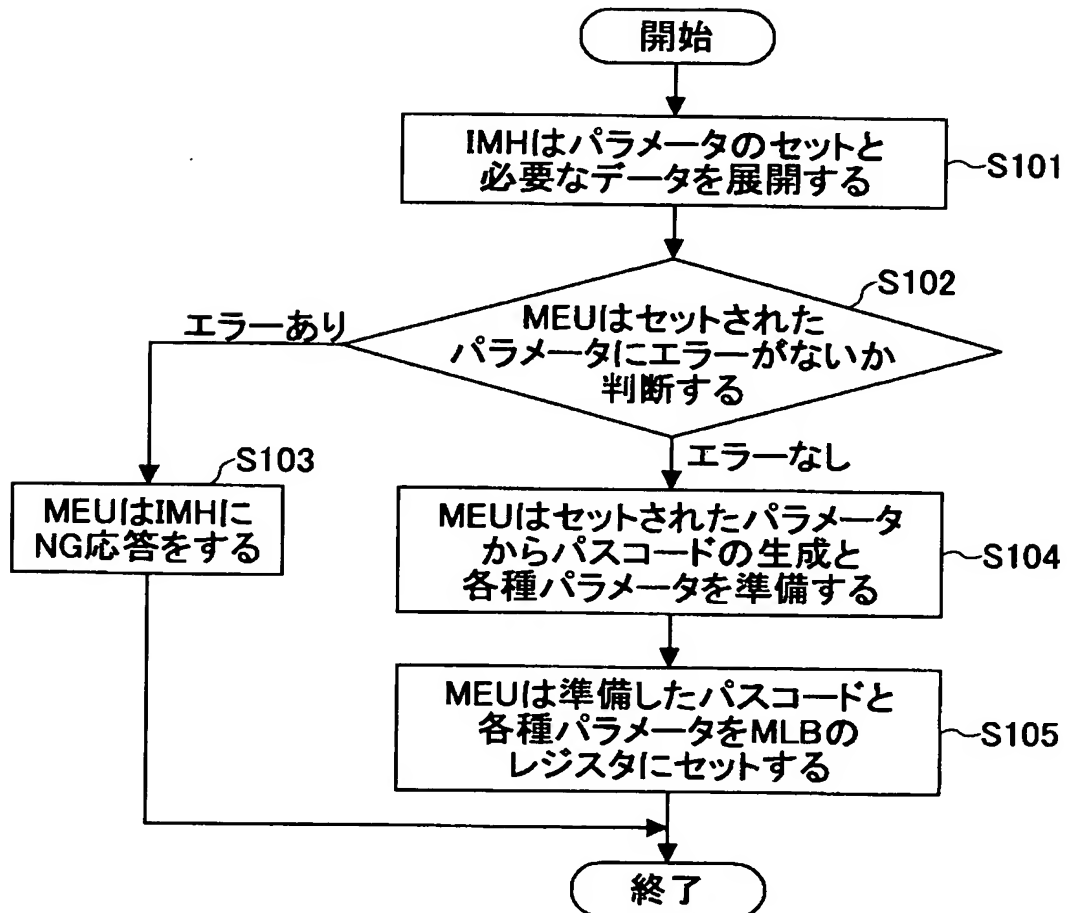 開始
IMHはパラメータのセットと
必要なデータを展開する
S101
S102
MEUはセットされた
パラメータにエラーがないか
判断する
エラーあり
エラーなし
S103
MEUはIMHに
NG応答をする
MEUはセットされたパラメータ
からパスコードの生成と
各種パラメータを準備する
S104
MEUは準備したパスコードと
各種パラメータをMLBの
レジスタにセットする
S105
終了